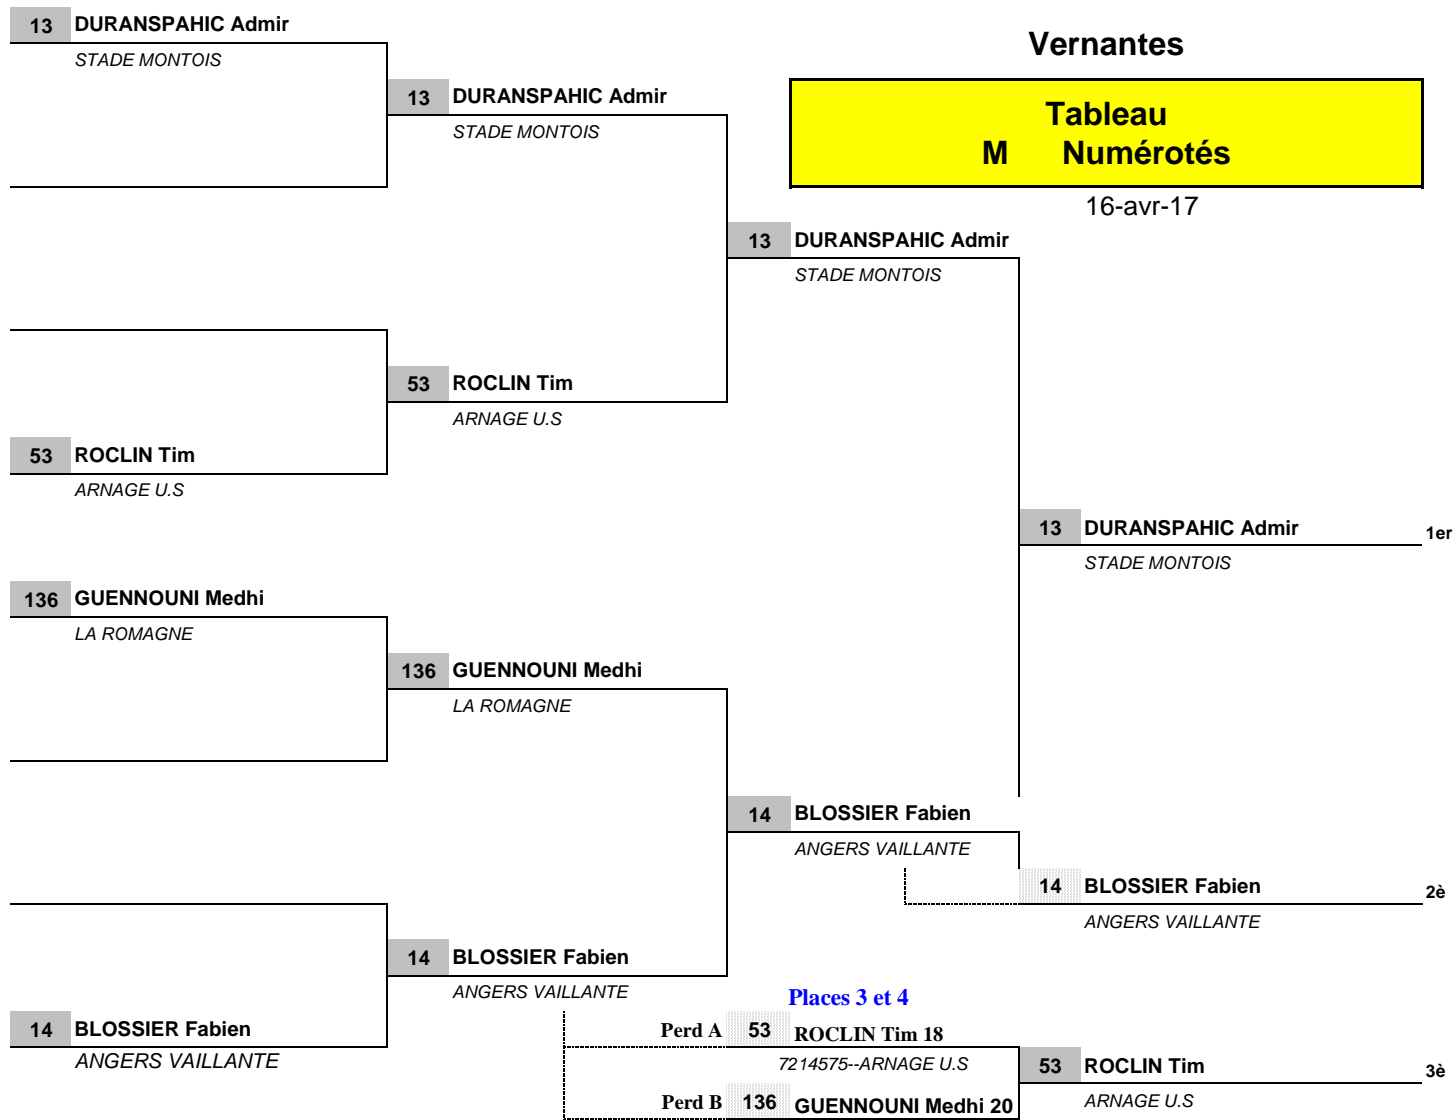 13 DURANSPAHIC Admir
STADE MONTOIS
Vernantes
13 DURANSPAHIC Admir
STADE MONTOIS
Tableau
M Numérotés
16-avr-17
13 DURANSPAHIC Admir
STADE MONTOIS
53 ROCLIN Tim
ARNAGE U.S
53 ROCLIN Tim
ARNAGE U.S
13 DURANSPAHIC Admir 1er
STADE MONTOIS
136 GUENNOUNI Medhi
LA ROMAGNE
136 GUENNOUNI Medhi
LA ROMAGNE
14 BLOSSIER Fabien
ANGERS VAILLANTE
14 BLOSSIER Fabien 2è
ANGERS VAILLANTE
14 BLOSSIER Fabien
ANGERS VAILLANTE
Places 3 et 4
14 BLOSSIER Fabien
ANGERS VAILLANTE
Perd A 53 ROCLIN Tim 18
7214575--ARNAGE U.S
53 ROCLIN Tim 3è
ARNAGE U.S
Perd B 136 GUENNOUNI Medhi 20